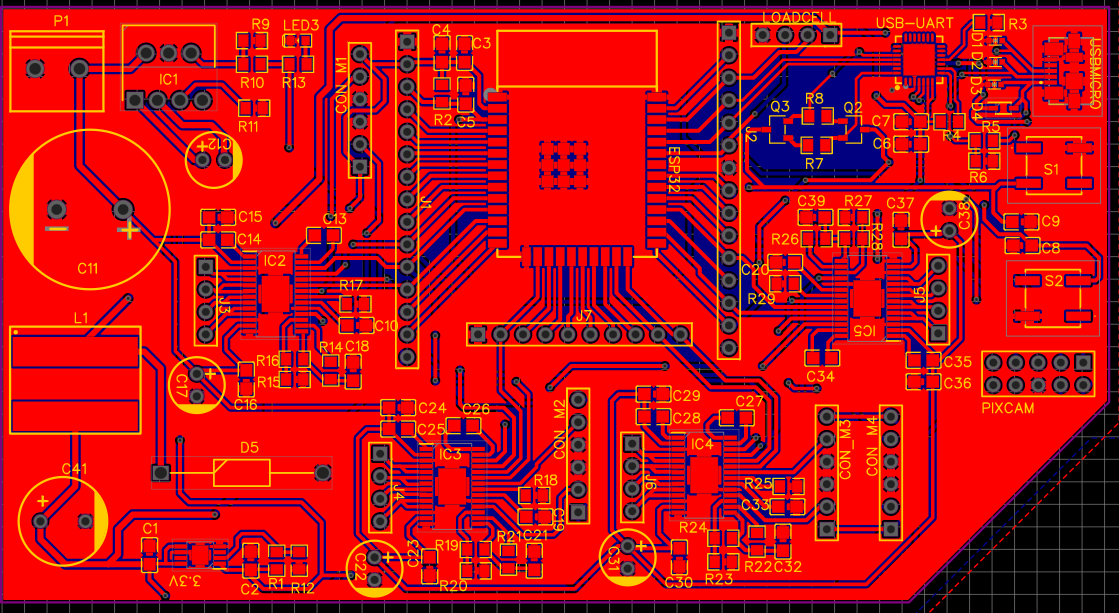 P1
R9
LED3
C4
C3
LOADCELL
USB-UART
R3
USBMICRO
IC1
R10
R13
CON_M1
D1
D2
D3
D4
R11
R2
C5
Q3
R8
Q2
C7
C6
R4
R5
R6
J2
R7
C12
ESP32
S1
C11
C15
C14
C13
J1
C39
R27
C37
C38
R26
R28
C9
C8
IC2
C20
R29
J3
R17
C10
J7
IC5
J5
S2
L1
R16
R15
R14
C18
C34
C35
C36
C17
C16
PIXCAM
C24
C25
C26
CON_M2
C29
C28
C27
CON_M3
CON_M4
D5
IC3
IC4
C41
J4
R18
C19
J6
R25
C33
C1
3.3V
C2
R1
R12
C22
C23
R19
R20
R21
C21
C31
C30
R24
R23
R22
C32